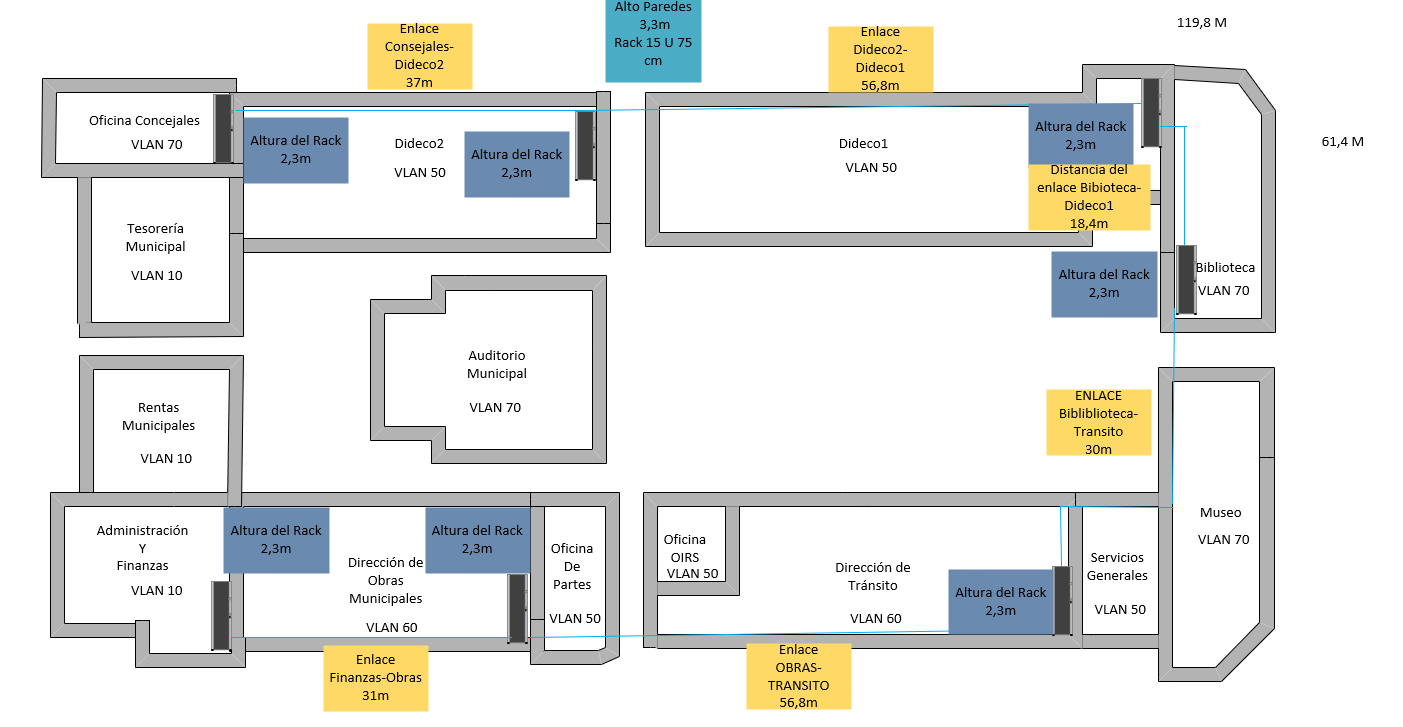 Alto Paredes
3,3m
Rack 15 U 75
cm
119,8 M
61,4 M
Enlace
Consejales-
Dideco2
37m
Enlace
Dideco2-
Dideco1
56,8m
Oficina Concejales
VLAN 70
Altura del Rack
2,3m
Dideco2
VLAN 50
Altura del Rack
2,3m
Dideco1
VLAN 50
Altura del Rack
2,3m
Distancia del
enlace Bibioteca-
Dideco1
18,4m
Tesorería
Municipal
VLAN 10
Altura del Rack
2,3m
Biblioteca
VLAN 70
Auditorio
Municipal
VLAN 70
Rentas
Municipales
VLAN 10
ENLACE
Bibliblioteca-
Transito
30m
Administración
Y
Finanzas
VLAN 10
Altura del Rack
2,3m
Dirección de
Obras
Municipales
VLAN 60
Altura del Rack
2,3m
Oficina
De
Partes
VLAN 50
Oficina
OIRS
VLAN 50
Dirección de
Tránsito
VLAN 60
Altura del Rack
2,3m
Servicios
Generales
VLAN 50
Museo
VLAN 70
Enlace
Finanzas-Obras
31m
Enlace
OBRAS-
TRANSITO
56,8m